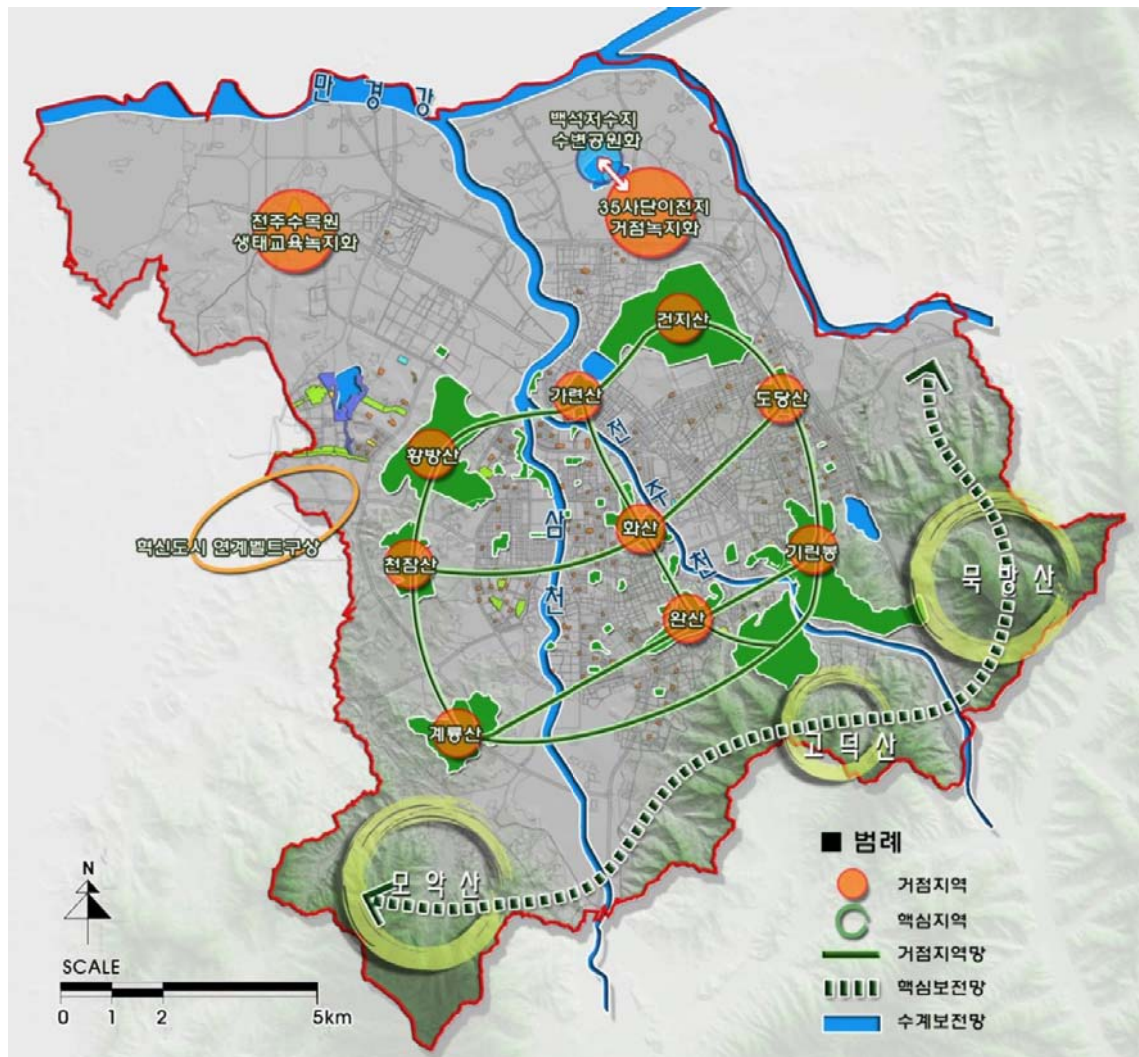 만경강
백석저수지
수변공원화
35사단이전지
거점녹지화
전주수목원
생태교육녹지화
건지산
가련산
도당산
황방산
전주천
삼천
화산
기린봉
혁신도시 연계벨트구상
천잠산
묵방산
완산
계룡산
고덕산
모악산
■ 범례
거점지역
핵심지역
거점지역망
핵심보전망
수계보전망
N
SCALE
0 1 2 5km